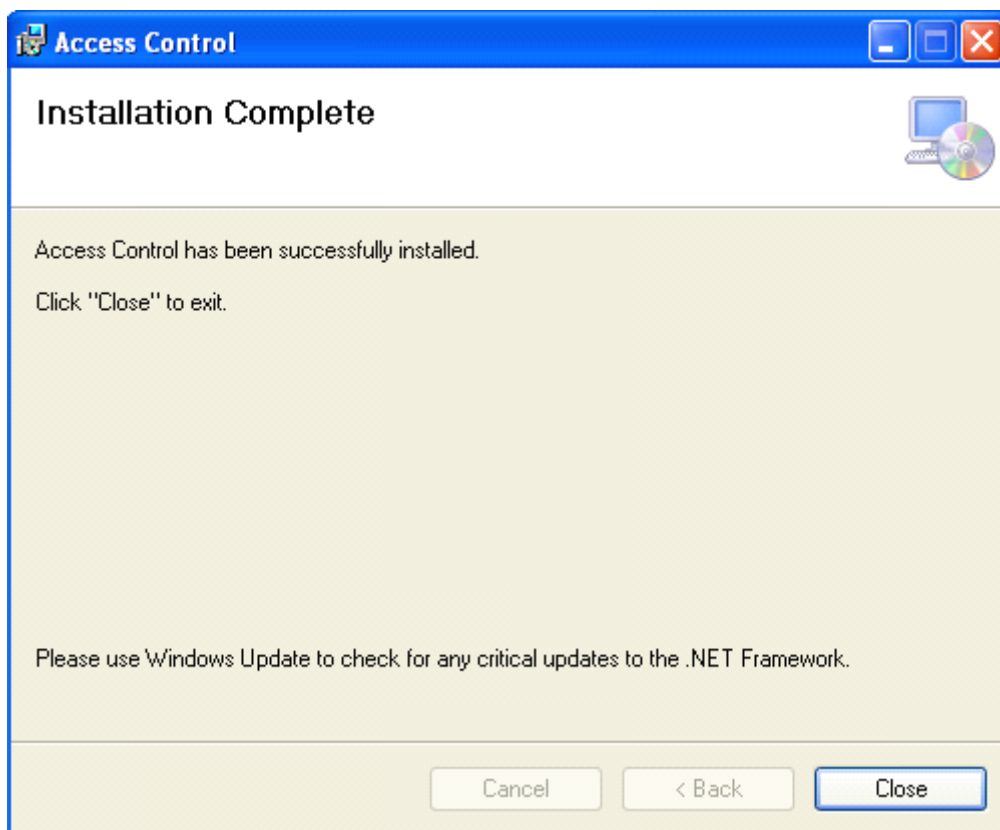 Access Control
Installation Complete
Access Control has been successfully installed.
Click "Close" to exit.
Please use Windows Update to check for any critical updates to the .NET Framework.
Cancel
< Back
Close